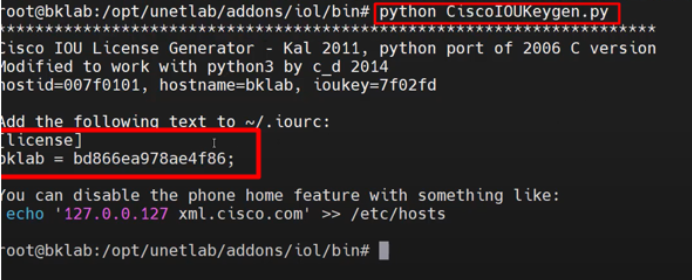 root@bklab:/opt/unetlab/addons/iol/bin# python CiscoIOUKeygen.py
*********************************************************************
Cisco IOU License Generator - Kal 2011, python port of 2006 C version
Modified to work with python3 by c_d 2014
hostid=007f0101, hostname=bklab, ioukey=7f02fd
Add the following text to ~/.iourc:
[license]
bklab = bd866ea978ae4f86;
You can disable the phone home feature with something like:
echo '127.0.0.127 xml.cisco.com' >> /etc/hosts
root@bklab:/opt/unetlab/addons/iol/bin#